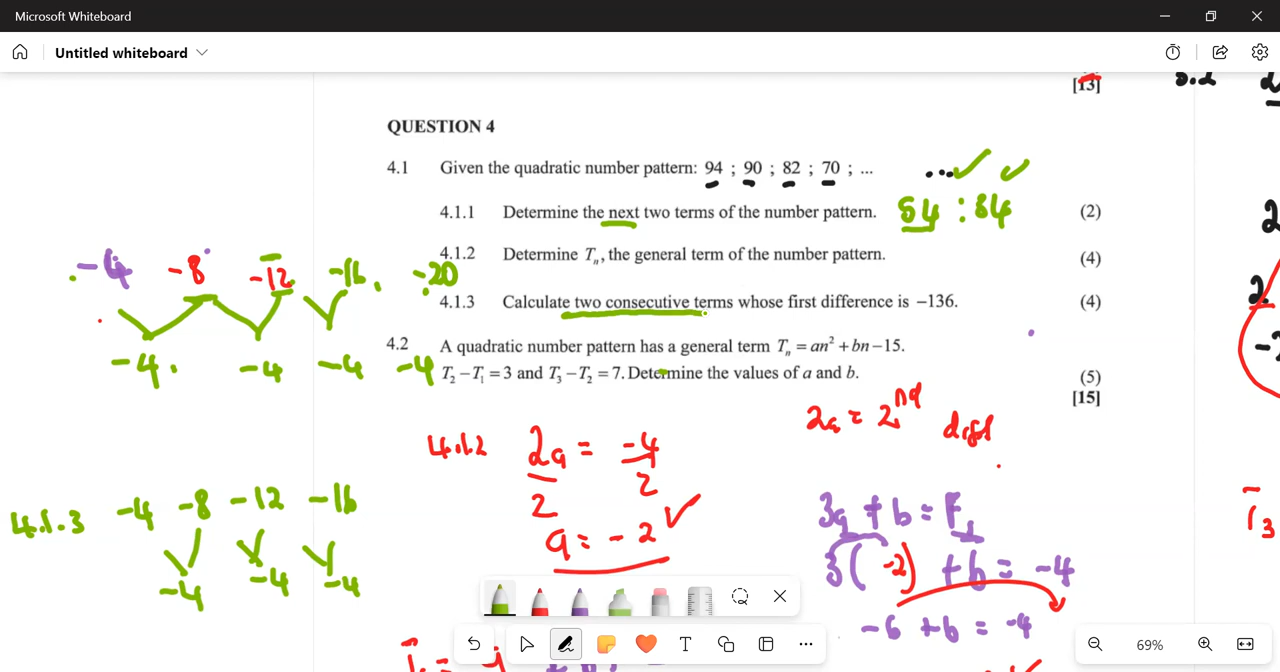 Microsoft Whiteboard
Untitled whiteboard
[13]
QUESTION 4
4.1 Given the quadratic number pattern: 94 ; 90 ; 82 ; 70 ; ...
...
4.1.1 Determine the next two terms of the number pattern. 54 ; 34 (2)
4.1.2 Determine Tn, the general term of the number pattern. (4)
-4 -8 -12 -16 -20
4.1.3 Calculate two consecutive terms whose first difference is −136. (4)
4.2 A quadratic number pattern has a general term Tn = an² + bn − 15.
-4 -4 -4 -4
T2 − T1 = 3 and T3 − T2 = 7. Determine the values of a and b. (5)
[15]
2a = 2nd diff
4.1.2 2a = -4
2 2
a = -2
4.1.3 -4 -8 -12 -16
-4 -4 -4
3a + b = F1
3(-2) + b = -4
-6 + b = -4
69%